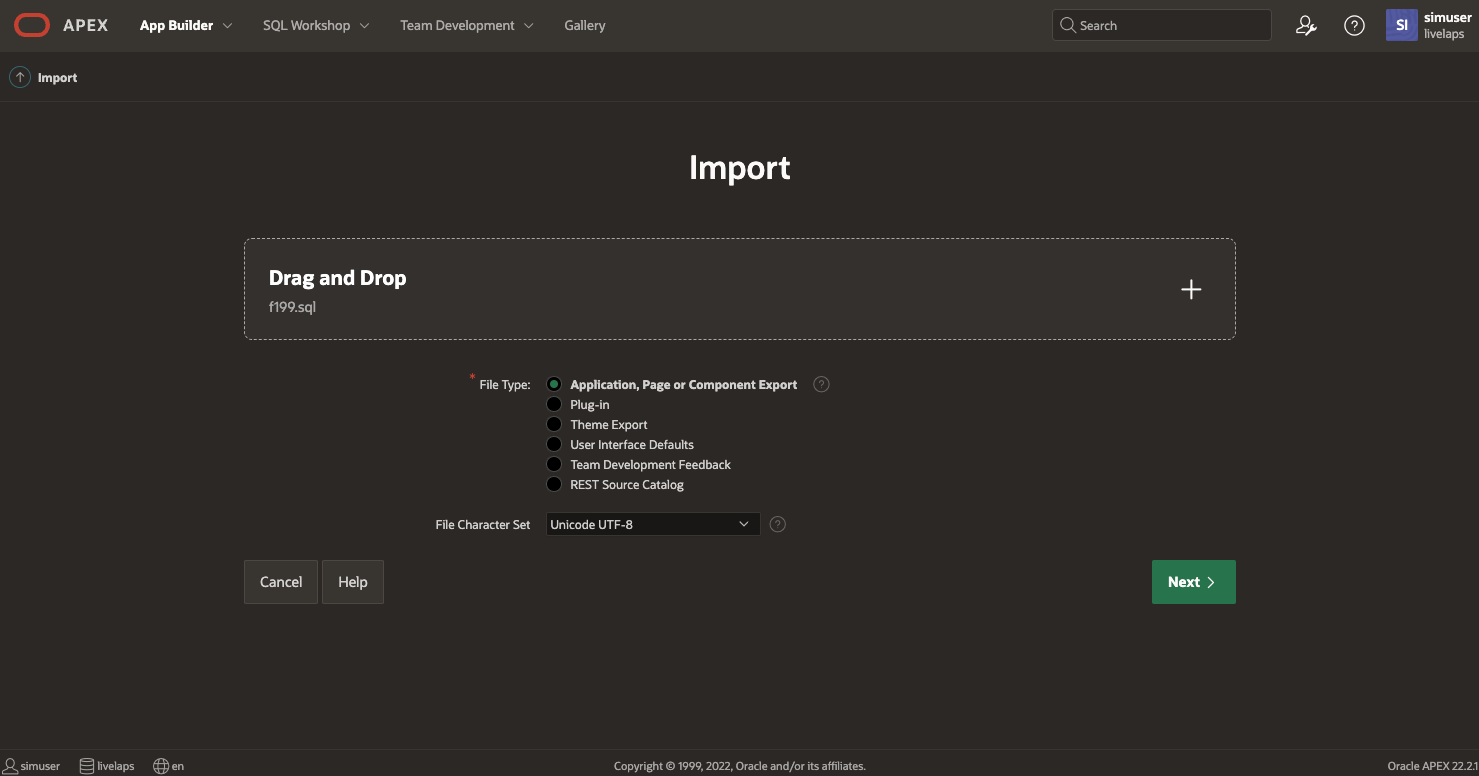 APEX App Builder SQL Workshop Team Development Gallery Search SI simuser
livelaps
Import
Import
Drag and Drop
f199.sql
* File Type: Application, Page or Component Export ?
Plug-in
Theme Export
User Interface Defaults
Team Development Feedback
REST Source Catalog
File Character Set Unicode UTF-8 ?
Cancel Help Next
simuser livelaps en Copyright © 1999, 2022, Oracle and/or its affiliates. Oracle APEX 22.2.1